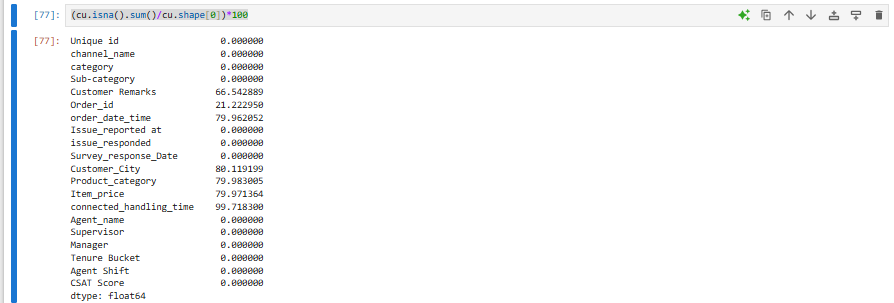 [77]: (cu.isna().sum()/cu.shape[0])*100
[77]: Unique id 0.000000
channel_name 0.000000
category 0.000000
Sub-category 0.000000
Customer Remarks 66.542889
Order_id 21.222950
order_date_time 79.962052
Issue_reported at 0.000000
issue_responded 0.000000
Survey_response_Date 0.000000
Customer_City 80.119199
Product_category 79.983005
Item_price 79.971364
connected_handling_time 99.718300
Agent_name 0.000000
Supervisor 0.000000
Manager 0.000000
Tenure Bucket 0.000000
Agent Shift 0.000000
CSAT Score 0.000000
dtype: float64